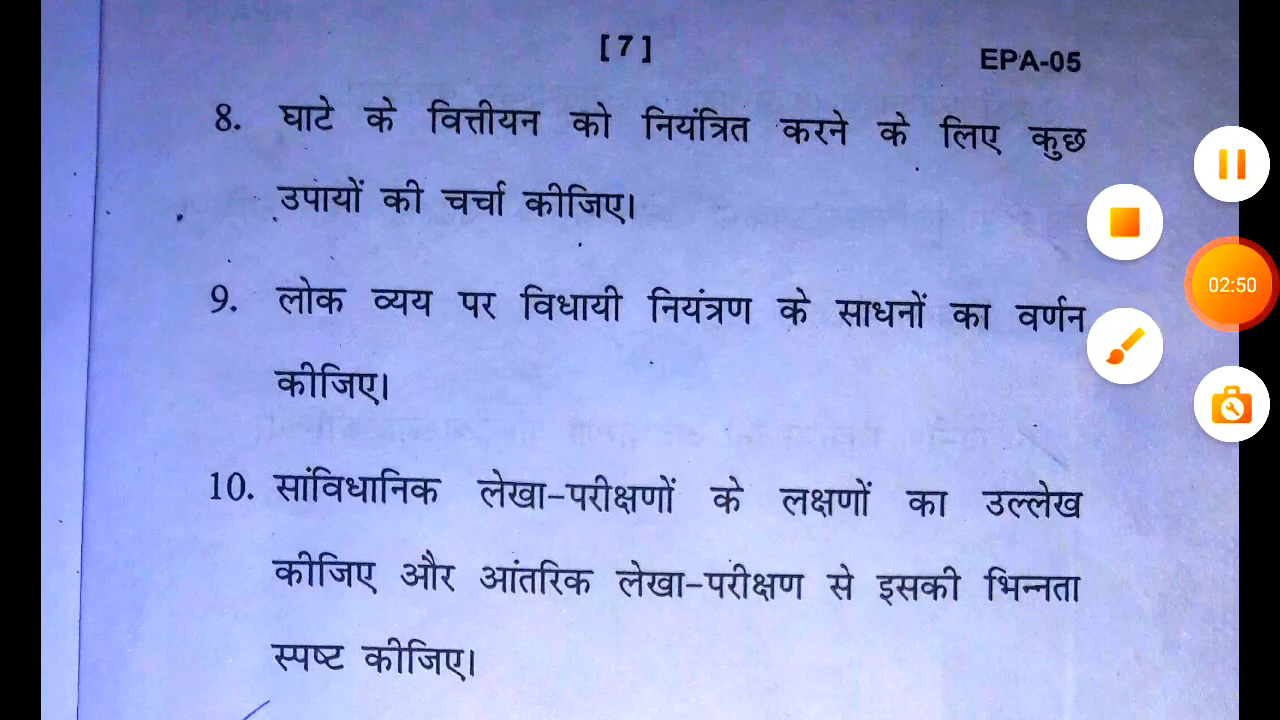 [ 7 ]
EPA-05
8. घाटे के वित्तीयन को नियंत्रित करने के लिए कुछ
उपायों की चर्चा कीजिए।
9. लोक व्यय पर विधायी नियंत्रण के साधनों का वर्णन
कीजिए।
10. सांविधानिक लेखा-परीक्षणों के लक्षणों का उल्लेख
कीजिए और आंतरिक लेखा-परीक्षण से इसकी भिन्नता
स्पष्ट कीजिए।
02:50